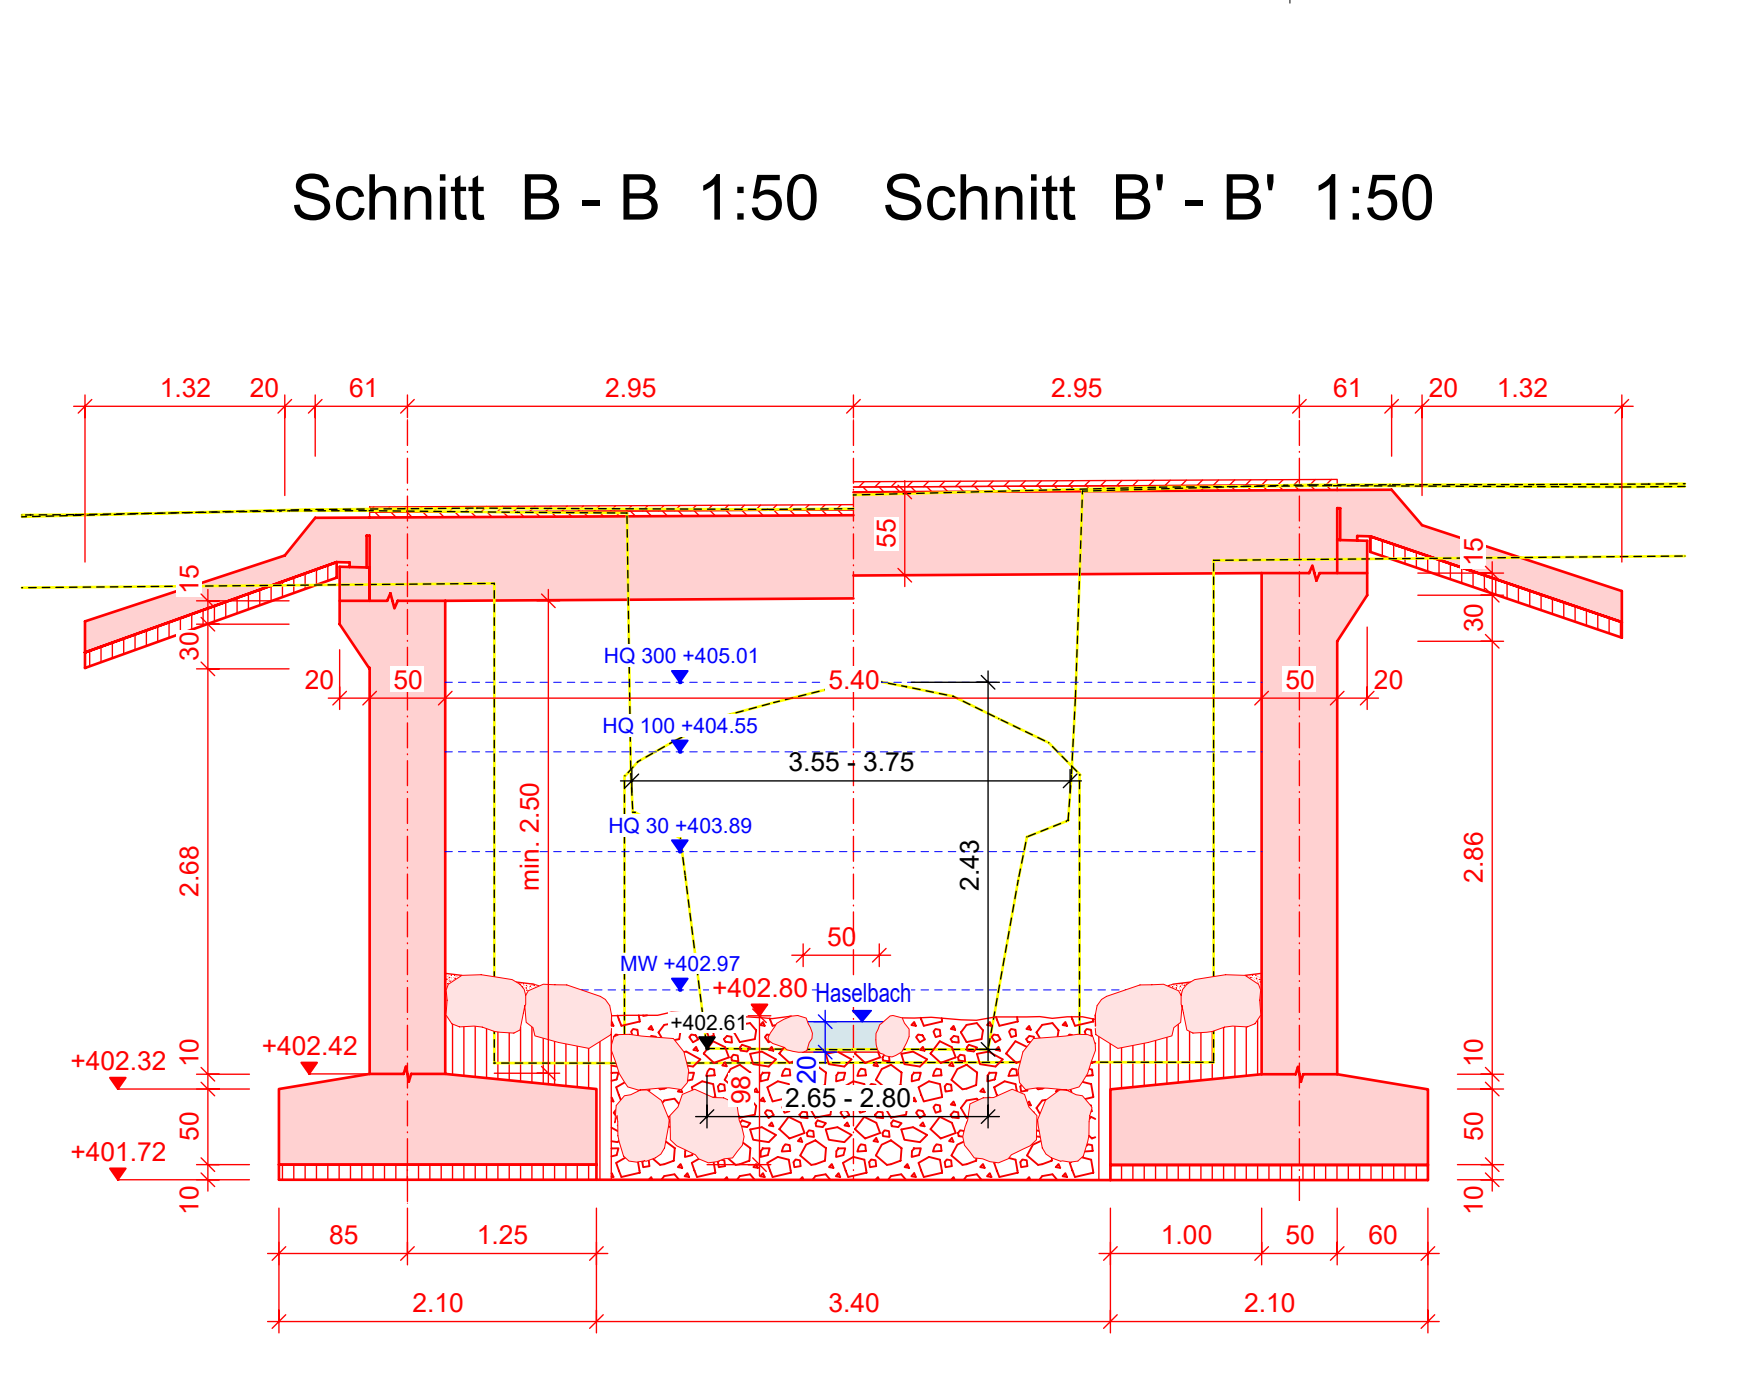 Schnitt B - B 1:50 Schnitt B' - B' 1:50
1.32 20 61 2.95 2.95 61 20 1.32
55
15 15
30 30
HQ 300 +405.01
20 50 5.40 50 20
HQ 100 +404.55
3.55 - 3.75
min. 2.50
HQ 30 +403.89
2.68 2.43 2.86
50
MW +402.97
+402.80 Haselbach
+402.61
+402.32 10 +402.42 10
20
98
2.65 - 2.80
50 50
+401.72
10 10
85 1.25 1.00 50 60
2.10 3.40 2.10